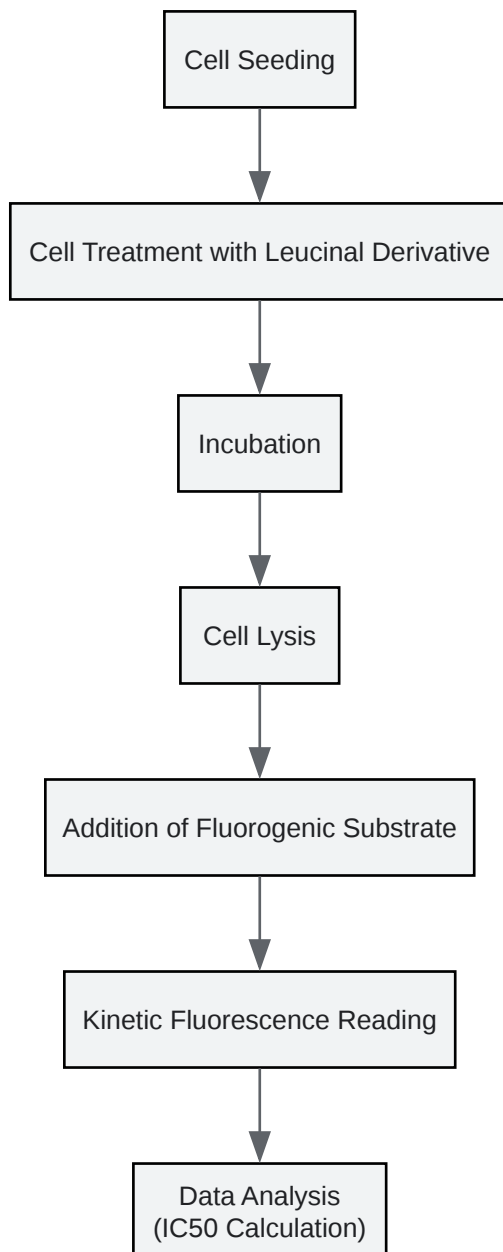 Cell Seeding
Cell Treatment with Leucinal Derivative
Incubation
Cell Lysis
Addition of Fluorogenic Substrate
Kinetic Fluorescence Reading
Data Analysis
(IC50 Calculation)